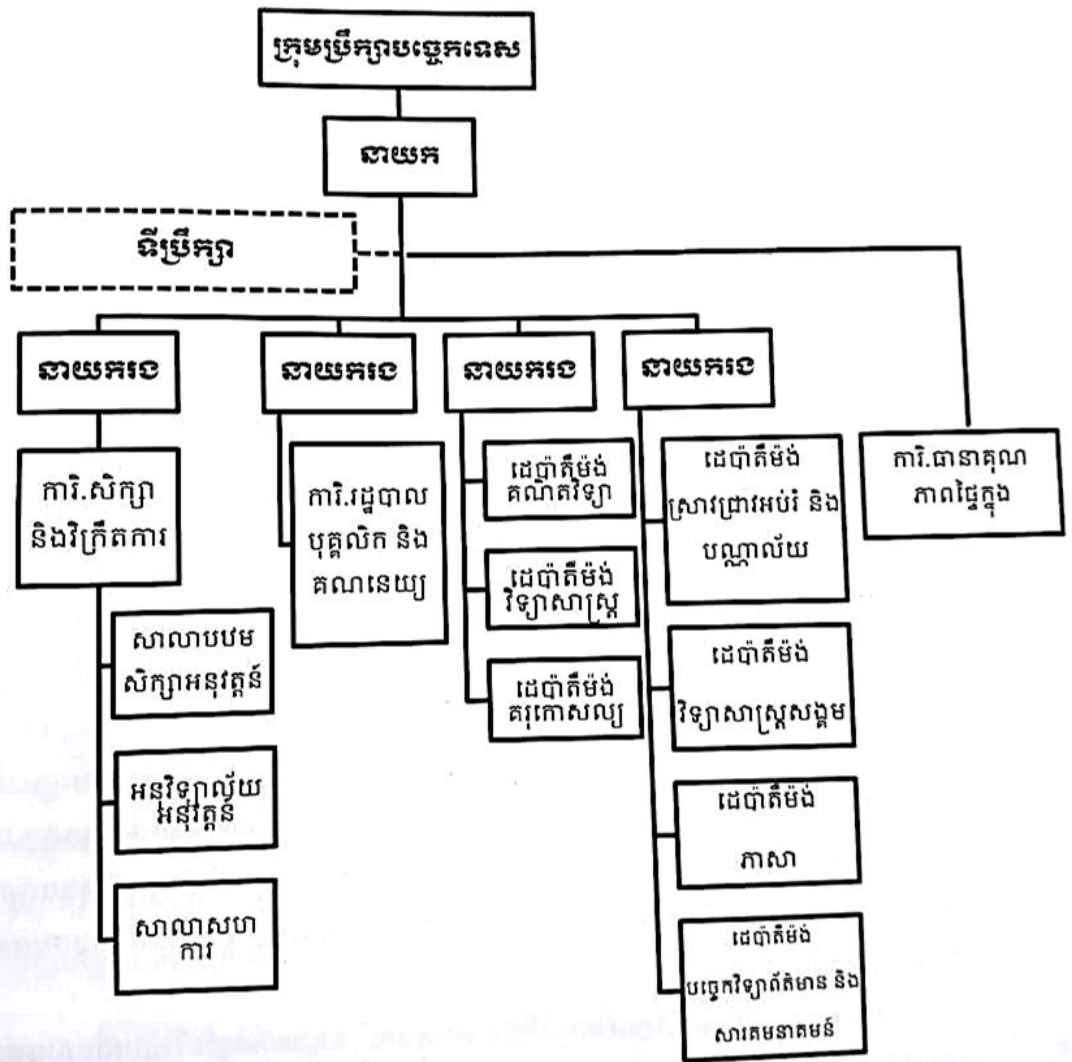 ក្រុមប្រឹក្សាបច្ចេកទេស
នាយក
ទីប្រឹក្សា
នាយករង
នាយករង
នាយករង
នាយករង
ការិ.សិក្សា
និងវិក្រឹតការ
សាលាបឋម
សិក្សាអនុវត្តន៍
អនុវិទ្យាល័យ
អនុវត្តន៍
សាលាសហ
ការ
ការិ.រដ្ឋបាល
បុគ្គលិក និង
គណនេយ្យ
ដេប៉ាតឺម៉ង់
គណិតវិទ្យា
ដេប៉ាតឺម៉ង់
វិទ្យាសាស្ត្រ
ដេប៉ាតឺម៉ង់
គរុកោសល្យ
ដេប៉ាតឺម៉ង់
ស្រាវជ្រាវអប់រំ និង
បណ្ណាល័យ
ដេប៉ាតឺម៉ង់
វិទ្យាសាស្ត្រសង្គម
ដេប៉ាតឺម៉ង់
ភាសា
ដេប៉ាតឺម៉ង់
បច្ចេកវិទ្យាព័ត៌មាន និង
សារគមនាគមន៍
ការិ.ធានាគុណ
ភាពផ្ទៃក្នុង